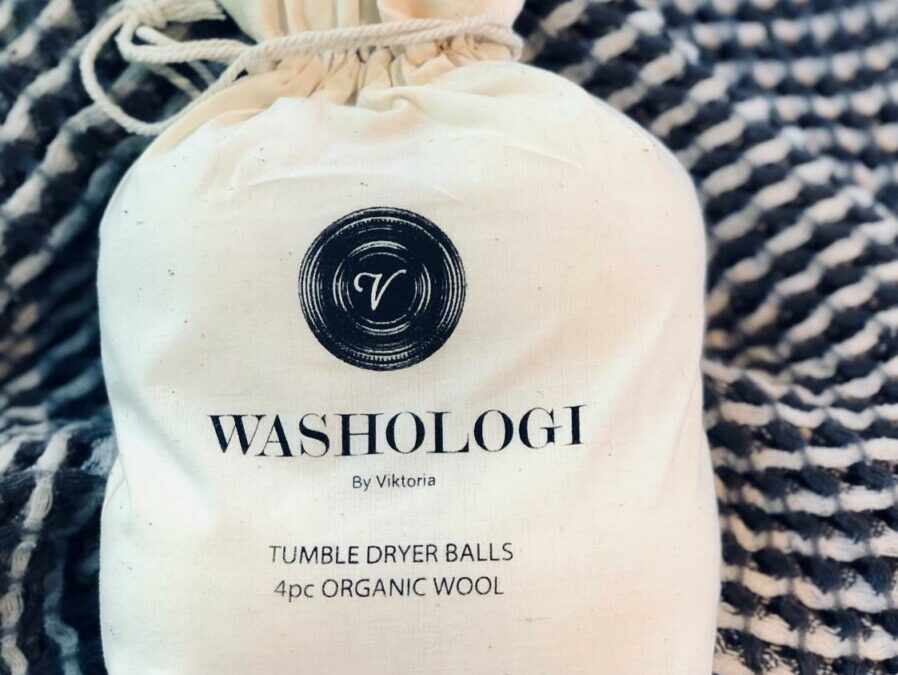 V
WASHOLOGI
By Viktoria
TUMBLE DRYER BALLS
4pc ORGANIC WOOL